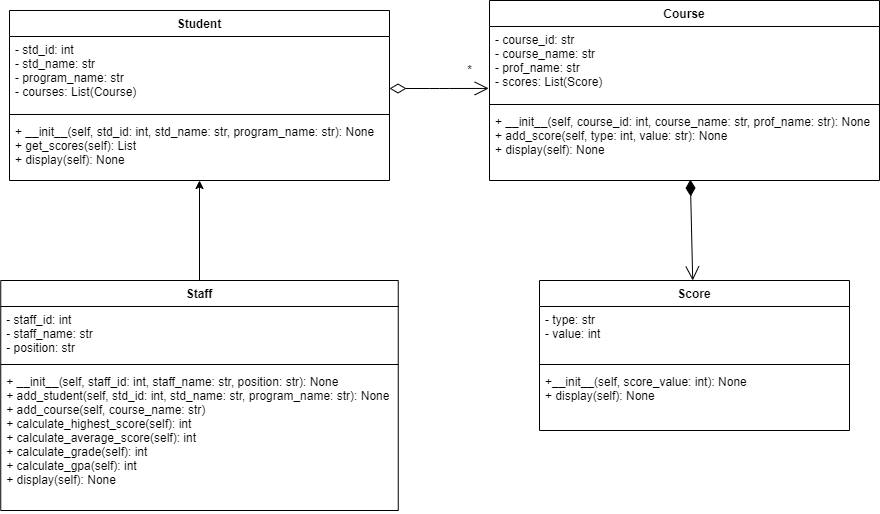 Student
- std_id: int
- std_name: str
- program_name: str
- courses: List(Course)
+ __init__(self, std_id: int, std_name: str, program_name: str): None
+ get_scores(self): List
+ display(self): None
*
Course
- course_id: str
- course_name: str
- prof_name: str
- scores: List(Score)
+ __init__(self, course_id: int, course_name: str, prof_name: str): None
+ add_score(self, type: int, value: str): None
+ display(self): None
Staff
- staff_id: int
- staff_name: str
- position: str
+ __init__(self, staff_id: int, staff_name: str, position: str): None
+ add_student(self, std_id: int, std_name: str, program_name: str): None
+ add_course(self, course_name: str)
+ calculate_highest_score(self): int
+ calculate_average_score(self): int
+ calculate_grade(self): int
+ calculate_gpa(self): int
+ display(self): None
Score
- type: str
- value: int
+__init__(self, score_value: int): None
+ display(self): None